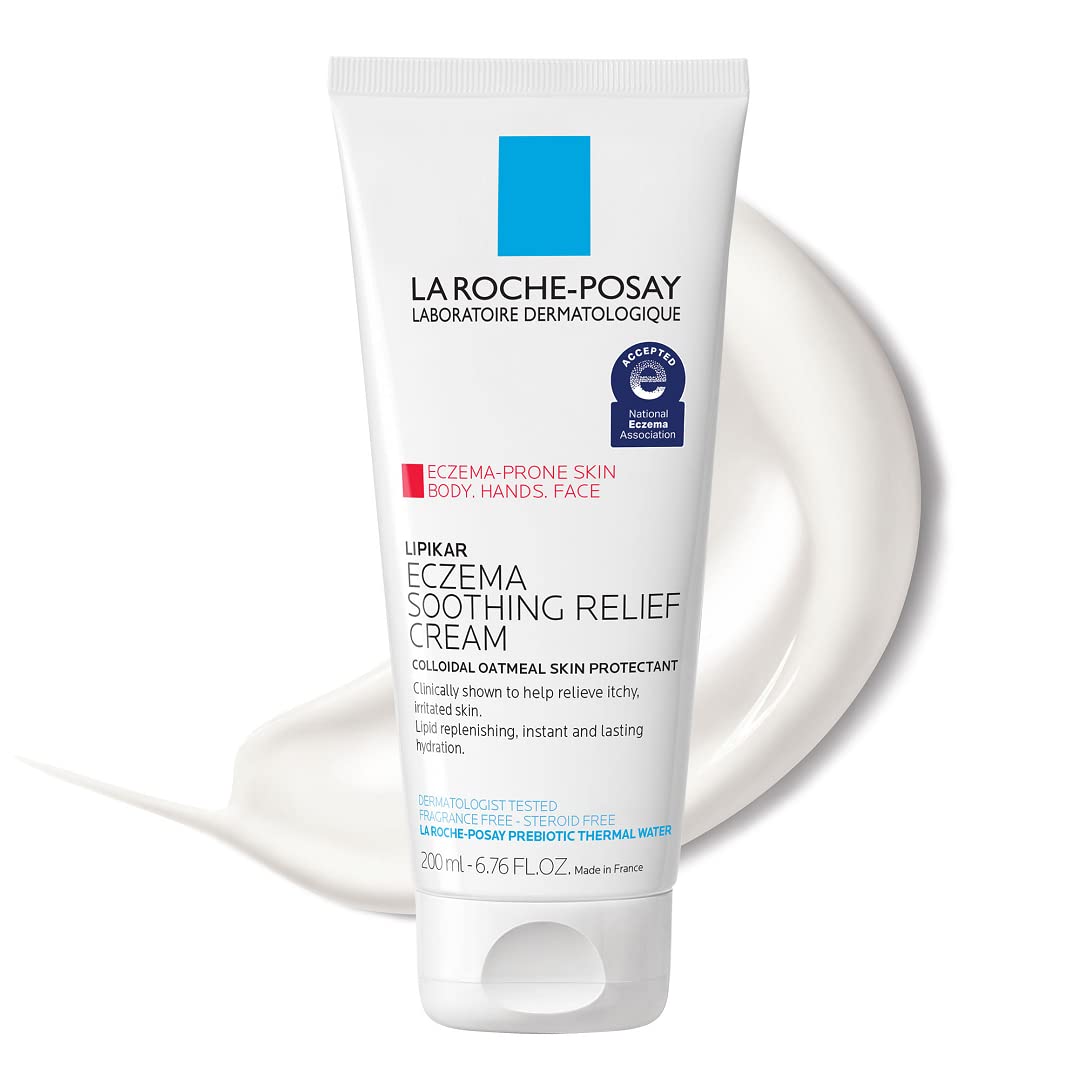 LA ROCHE-POSAY
LABORATOIRE DERMATOLOGIQUE
ACCEPTED
e
National
Eczema
Association
ECZEMA-PRONE SKIN
BODY. HANDS. FACE
LIPIKAR
ECZEMA
SOOTHING RELIEF
CREAM
COLLOIDAL OATMEAL SKIN PROTECTANT
Clinically shown to help relieve itchy,
irritated skin.
Lipid replenishing, instant and lasting
hydration.
DERMATOLOGIST TESTED
FRAGRANCE FREE - STEROID FREE
LA ROCHE-POSAY PREBIOTIC THERMAL WATER
200 ml - 6.76 FL.OZ. Made in France